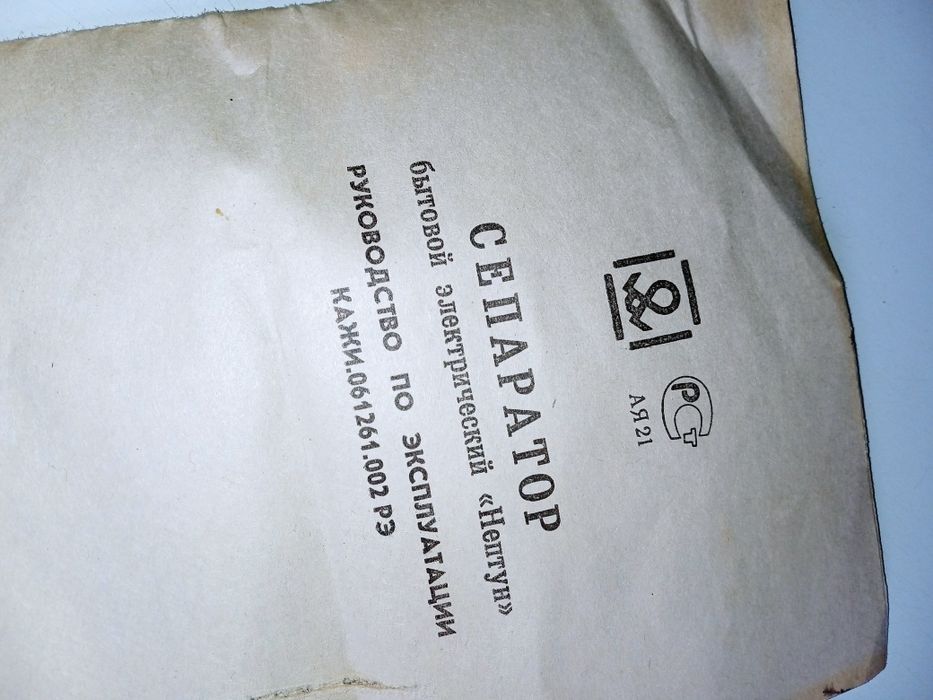 РСТ
АЯ21
СЕПАРАТОР
бытовой электрический «Нептун»
РУКОВОДСТВО ПО ЭКСПЛУАТАЦИИ
КАЖИ.061261.002 РЭ